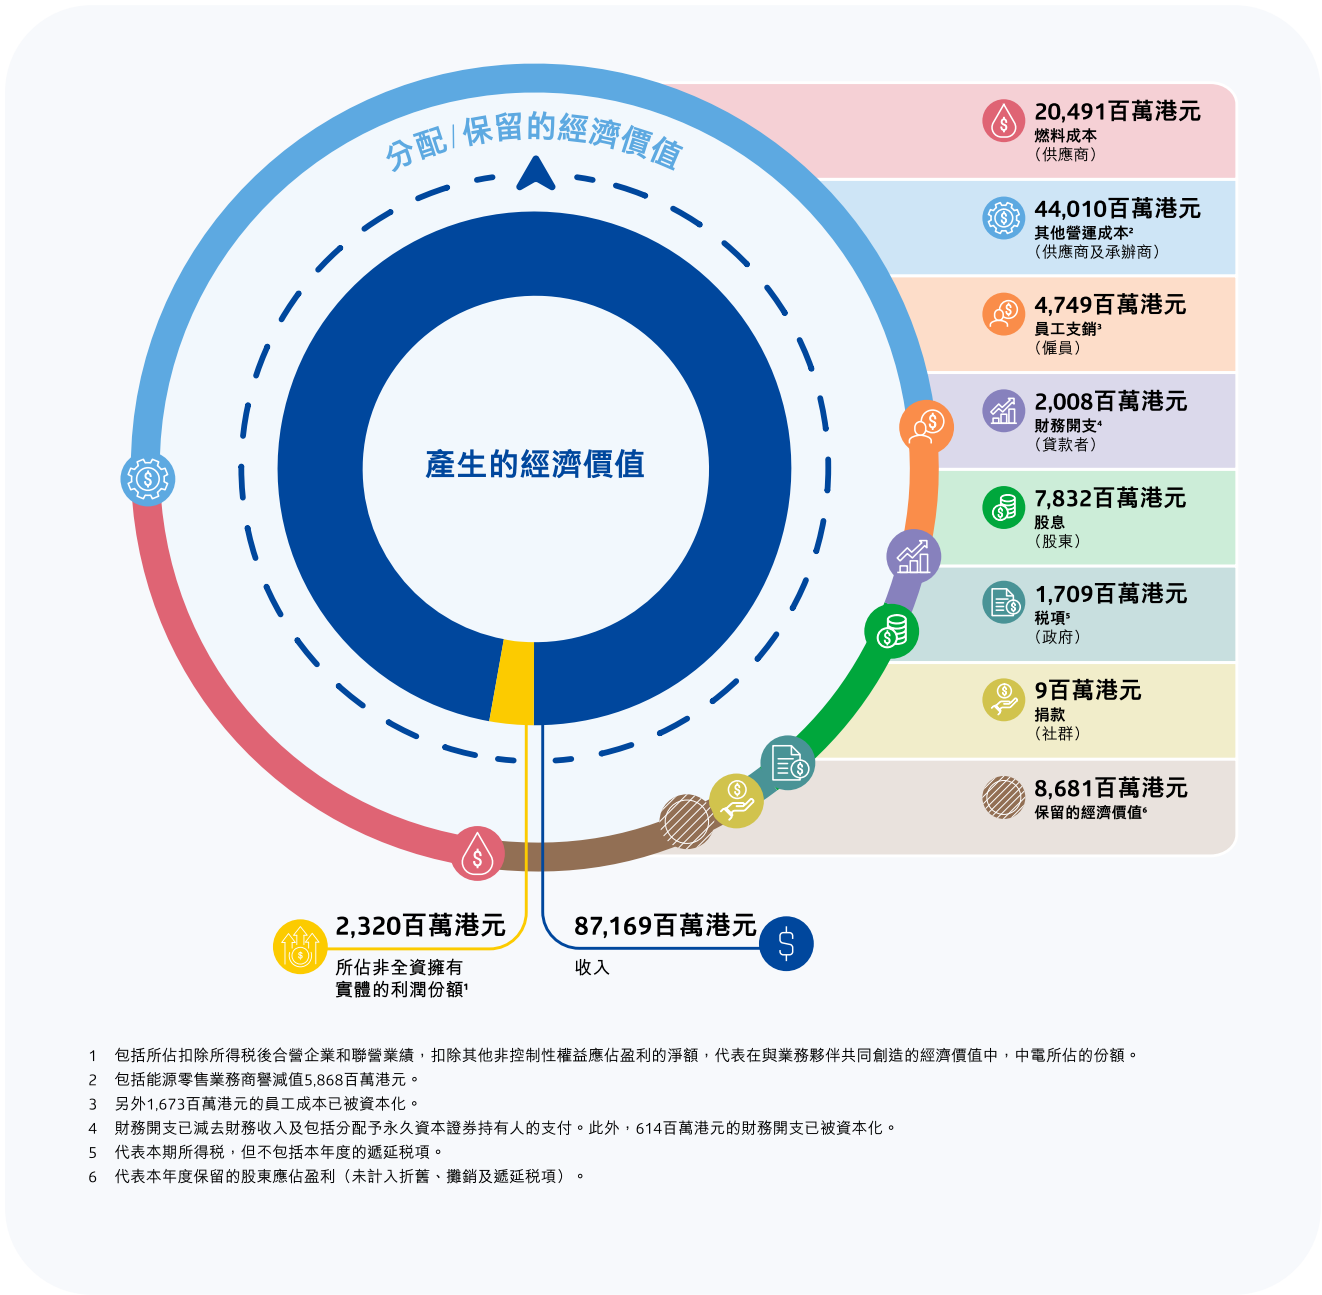 分配/保留的經濟價值
產生的經濟價值
20,491百萬港元
燃料成本
(供應商)
44,010百萬港元
其他營運成本²
(供應商及承辦商)
4,749百萬港元
員工支銷³
(僱員)
2,008百萬港元
財務開支⁴
(貸款者)
7,832百萬港元
股息
(股東)
1,709百萬港元
税項⁵
(政府)
9百萬港元
捐款
(社群)
8,681百萬港元
保留的經濟價值⁶
2,320百萬港元
所佔非全資擁有
實體的利潤份額¹
87,169百萬港元
收入
1 包括所佔扣除所得税後合營企業和聯營業績，扣除其他非控制性權益應佔盈利的淨額，代表在與業務夥伴共同創造的經濟價值中，中電所佔的份額。
2 包括能源零售業務商譽減值5,868百萬港元。
3 另外1,673百萬港元的員工成本已被資本化。
4 財務開支已減去財務收入及包括分配予永久資本證券持有人的支付。此外，614百萬港元的財務開支已被資本化。
5 代表本期所得税，但不包括本年度的遞延税項。
6 代表本年度保留的股東應佔盈利（未計入折舊、攤銷及遞延税項）。